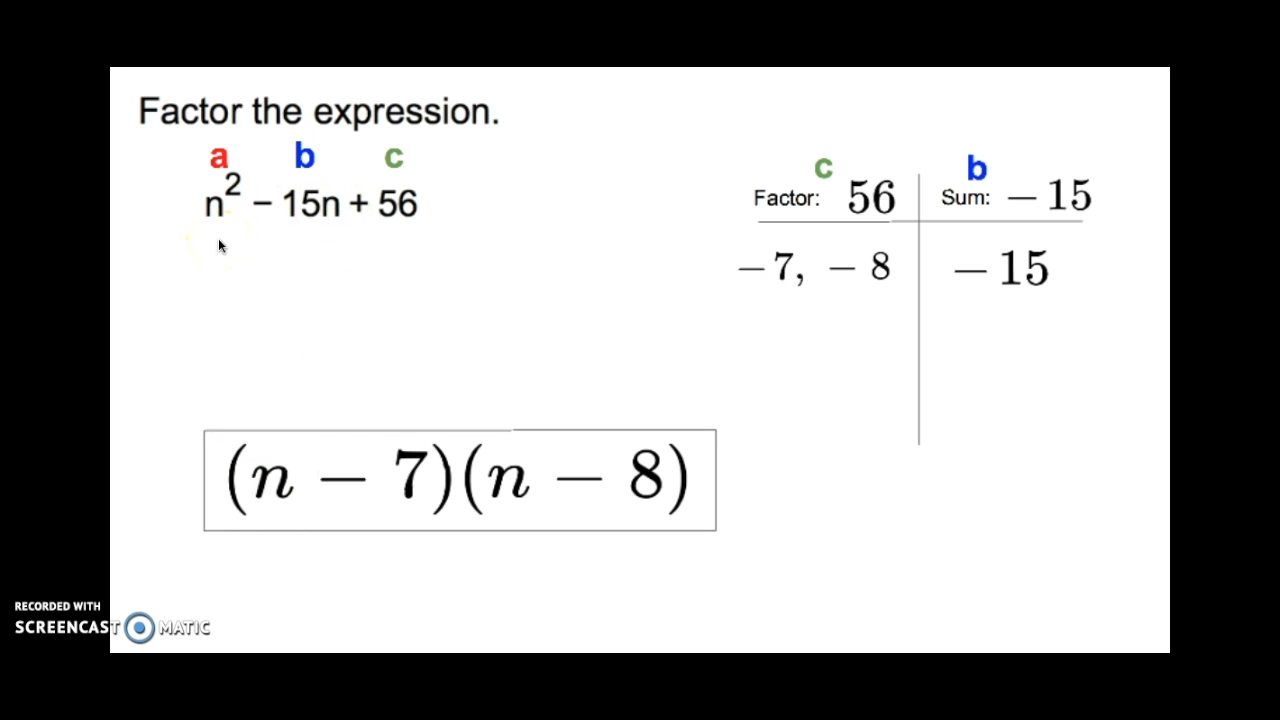 Factor the expression.
a b c
n² − 15n + 56
c b
Factor: 56 Sum: − 15
− 7, − 8 − 15
(n − 7)(n − 8)
RECORDED WITH
SCREENCAST MATIC